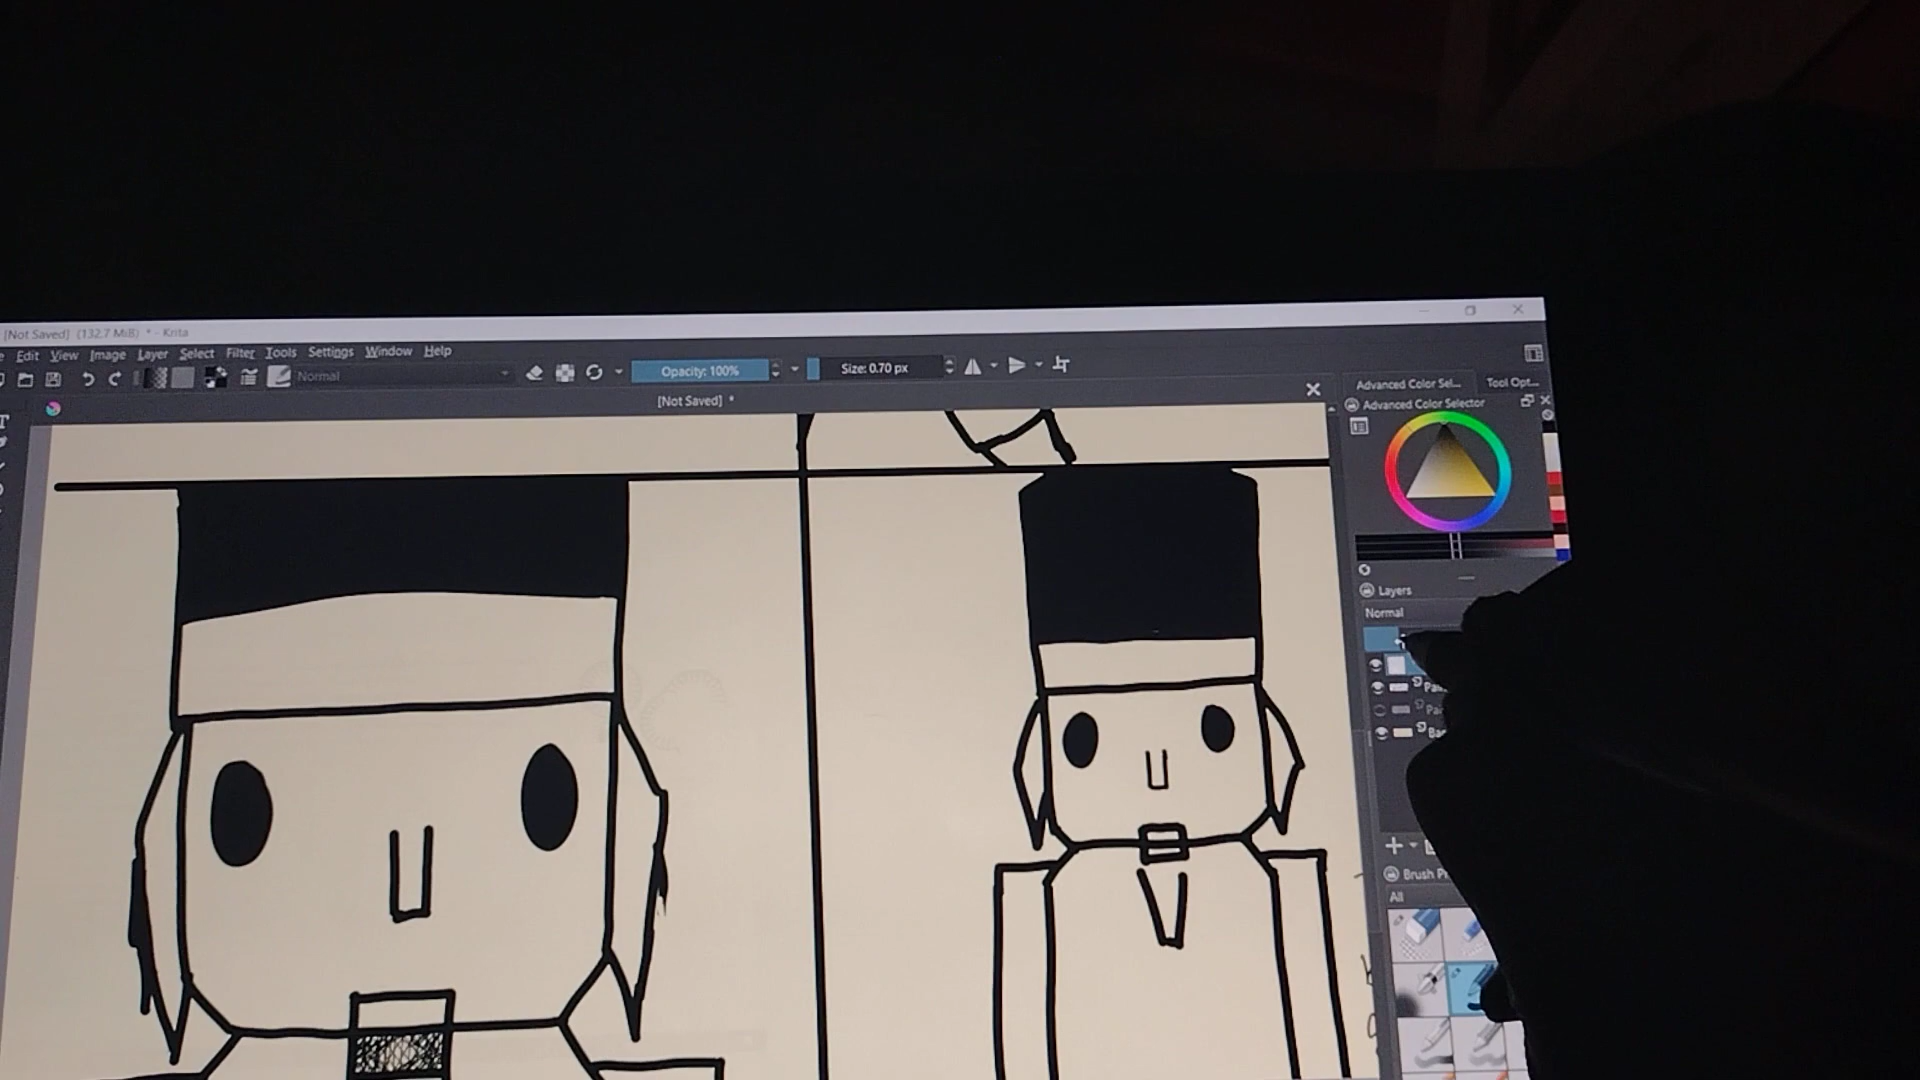 [Not Saved] (132.7 MiB) * - Krita
Edit View Image Layer Select Filter Tools Settings Window Help
Normal
Opacity: 100%
Size: 0.70 px
[Not Saved] *
Advanced Color Sel... Tool Opt...
Advanced Color Selector
Layers
Normal
All